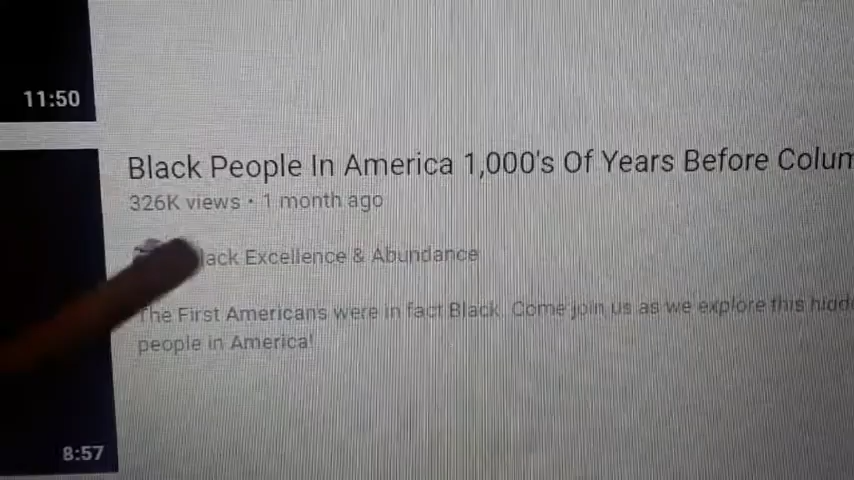 11:50
Black People In America 1,000's Of Years Before Colum
326K views • 1 month ago
lack Excellence & Abundance
The First Americans were in fact Black. Come join us as we explore this hidd
people in America!
8:57